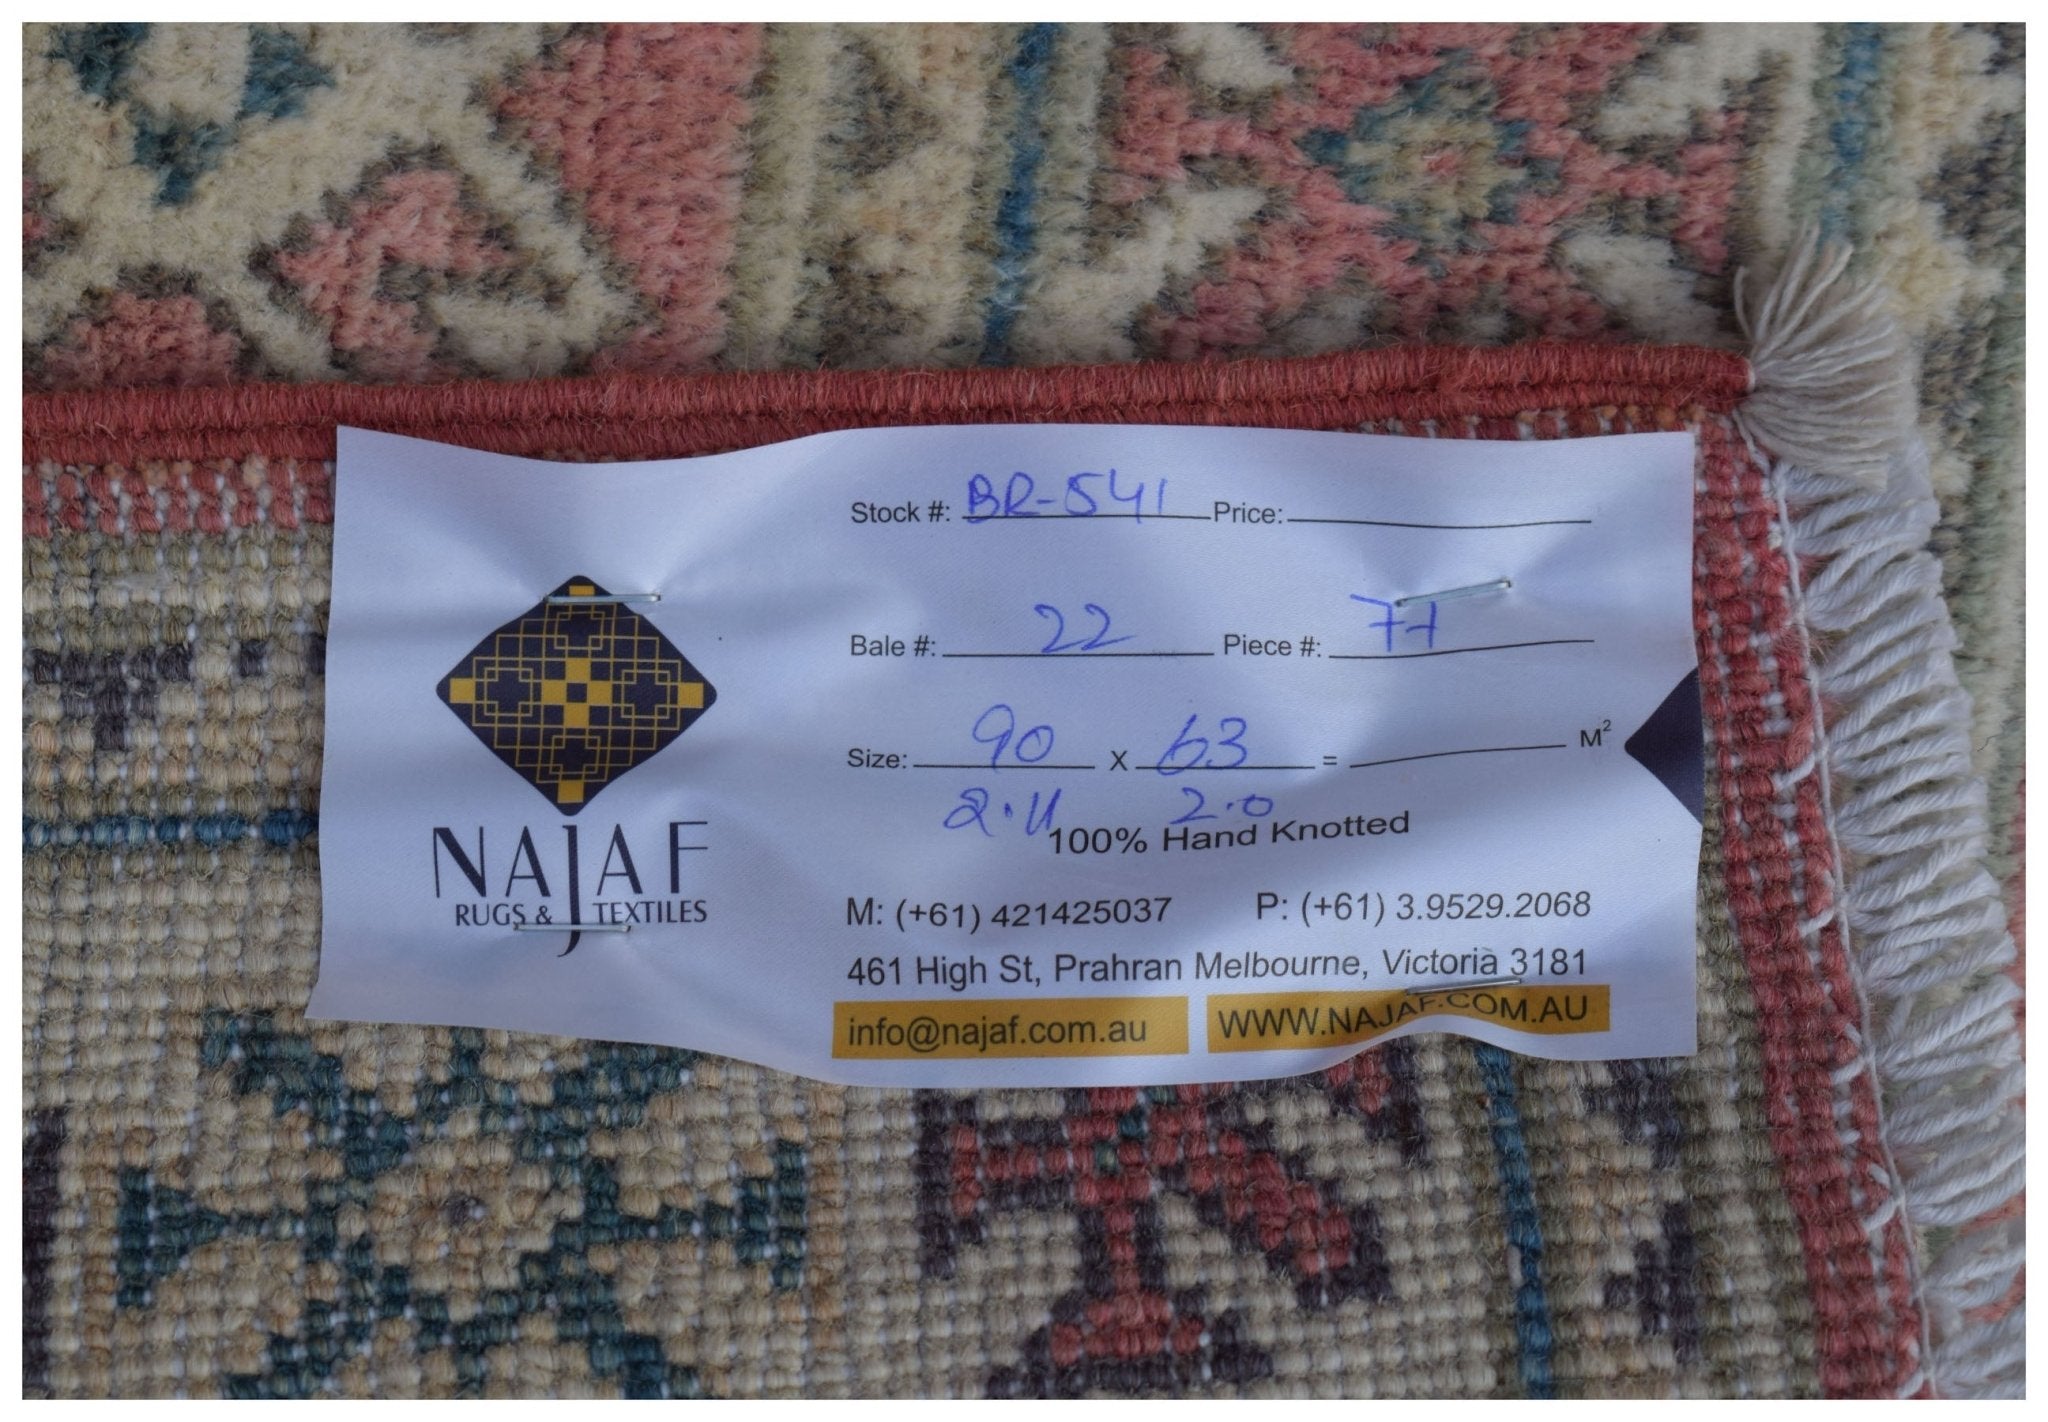 NAJAF
RUGS & TEXTILES
Stock #: BR-541 Price:
Bale #: 22 Piece #: 77
Size: 90 X 63 = M²
2.11 2.0
100% Hand Knotted
M: (+61) 421425037 P: (+61) 3.9529.2068
461 High St, Prahran Melbourne, Victoria 3181
info@najaf.com.au WWW.NAJAF.COM.AU